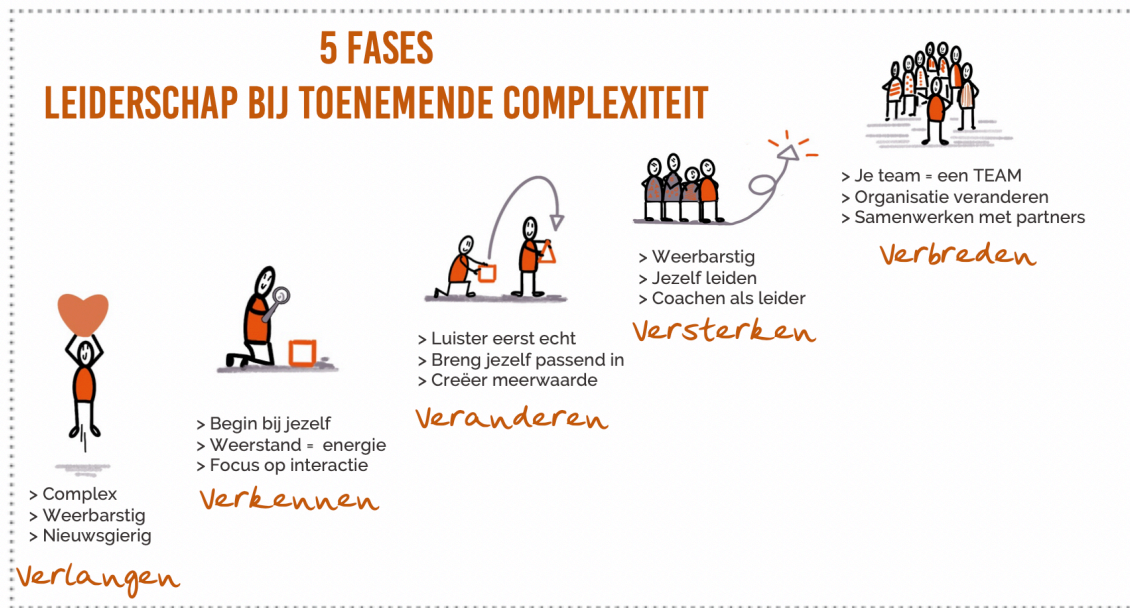 5 FASES
LEIDERSCHAP BIJ TOENEMENDE COMPLEXITEIT
> Complex
> Weerbarstig
> Nieuwsgierig
Verlangen
> Begin bij jezelf
> Weerstand = energie
> Focus op interactie
Verkennen
> Luister eerst echt
> Breng jezelf passend in
> Creëer meerwaarde
Veranderen
> Weerbarstig
> Jezelf leiden
> Coachen als leider
Versterken
> Je team = een TEAM
> Organisatie veranderen
> Samenwerken met partners
Verbreden